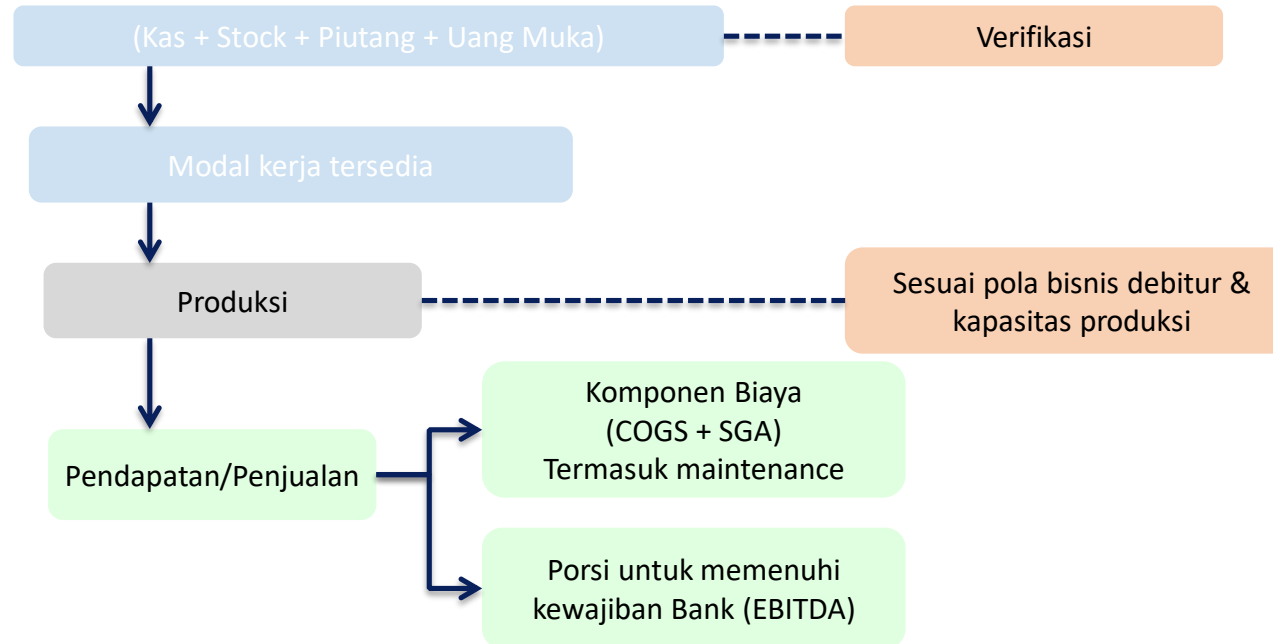 (Kas + Stock + Piutang + Uang Muka)
Verifikasi
Modal kerja tersedia
Produksi
Sesuai pola bisnis debitur &
kapasitas produksi
Pendapatan/Penjualan
Komponen Biaya
(COGS + SGA)
Termasuk maintenance
Porsi untuk memenuhi
kewajiban Bank (EBITDA)